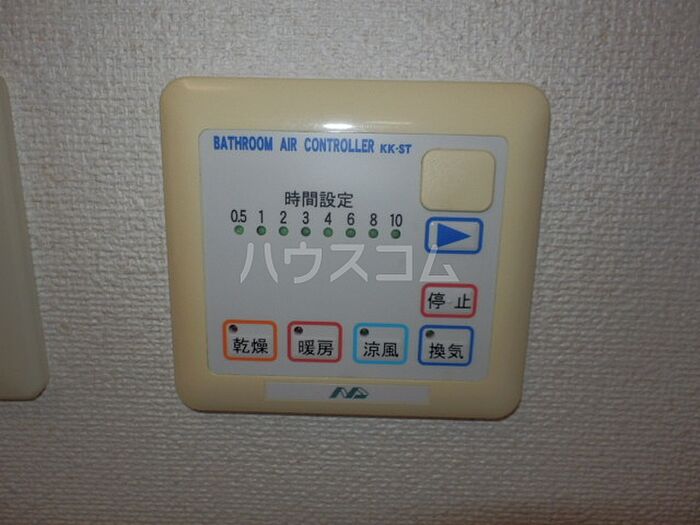 BATHROOM AIR CONTROLLER KK-ST
時間設定
0.5 1 2 3 4 6 8 10
ハウスコム
停止
乾燥 暖房 涼風 換気